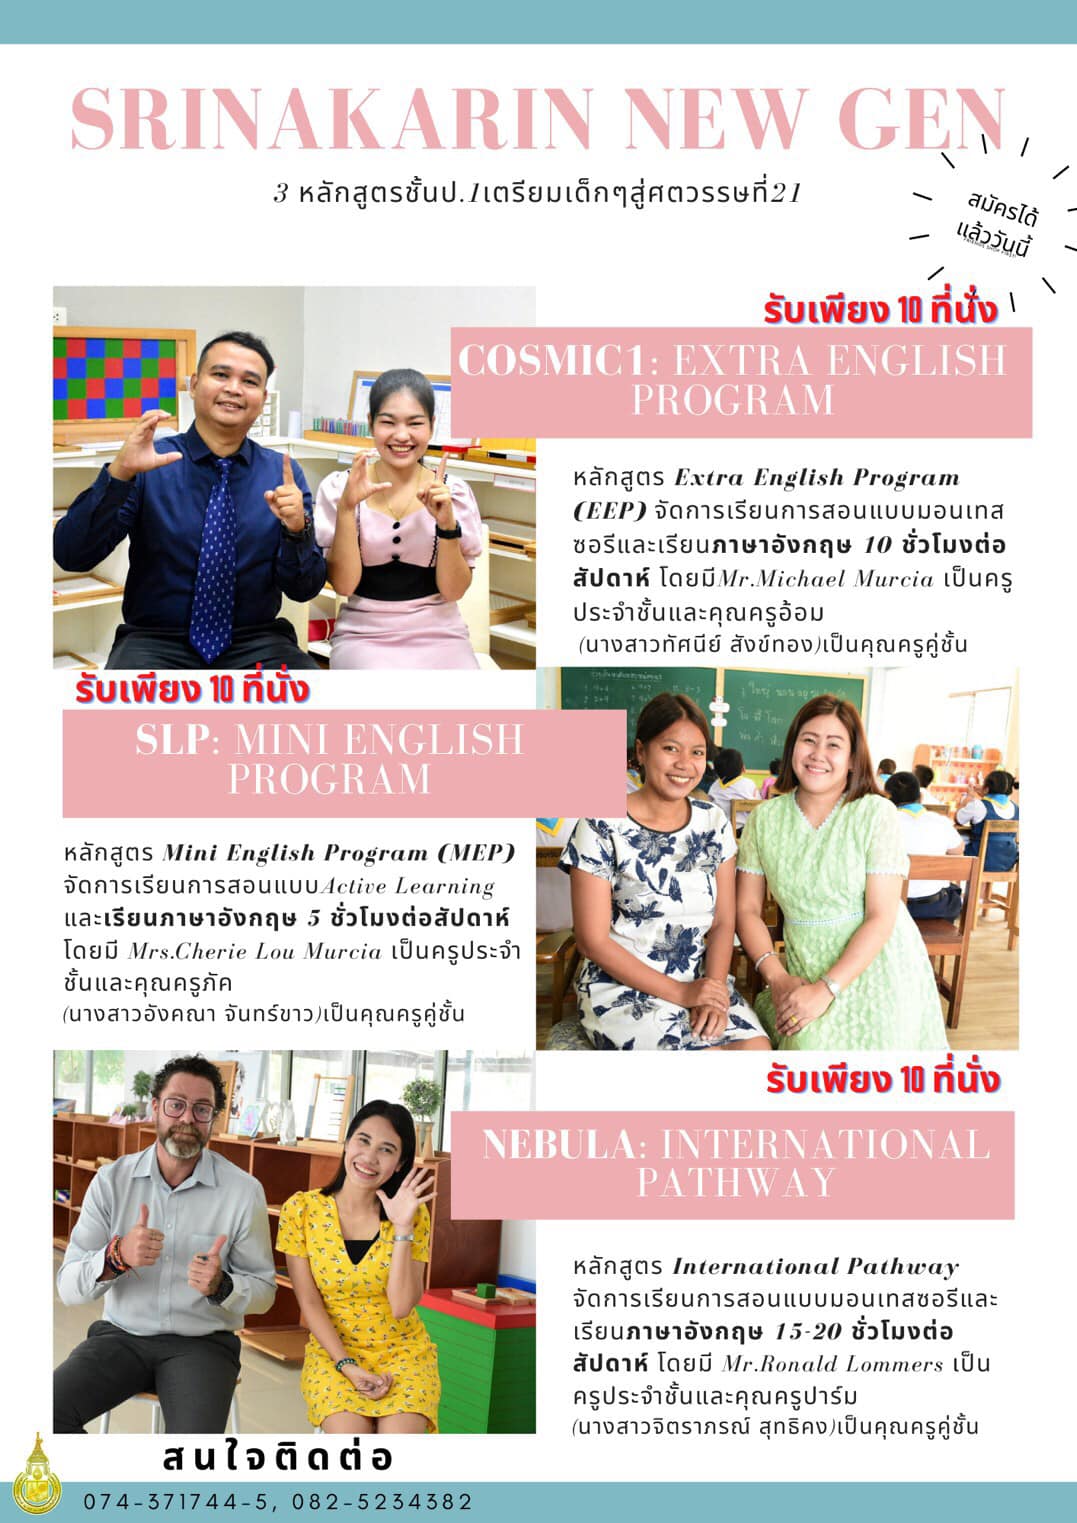 SRINAKARIN NEW GEN
3 หลักสูตรชั้นป.1เตรียมเด็กๆสู่ศตวรรษที่21
สมัครได้
แล้ววันนี้
รับเพียง 10 ที่นั่ง
COSMIC1: EXTRA ENGLISH
PROGRAM
หลักสูตร Extra English Program
(EEP) จัดการเรียนการสอนแบบมอนเทส
ซอรีและเรียนภาษาอังกฤษ 10 ชั่วโมงต่อ
สัปดาห์ โดยมีMr.Michael Murcia เป็นครู
ประจำชั้นและคุณครูอ้อม
(นางสาวทัศนีย์ สังข์ทอง)เป็นคุณครูคู่ชั้น
รับเพียง 10 ที่นั่ง
SLP: MINI ENGLISH
PROGRAM
หลักสูตร Mini English Program (MEP)
จัดการเรียนการสอนแบบActive Learning
และเรียนภาษาอังกฤษ 5 ชั่วโมงต่อสัปดาห์
โดยมี Mrs.Cherie Lou Murcia เป็นครูประจำ
ชั้นและคุณครูภัค
(นางสาวอังคณา จันทร์ขาว)เป็นคุณครูคู่ชั้น
รับเพียง 10 ที่นั่ง
NEBULA: INTERNATIONAL
PATHWAY
หลักสูตร International Pathway
จัดการเรียนการสอนแบบมอนเทสซอรีและ
เรียนภาษาอังกฤษ 15-20 ชั่วโมงต่อ
สัปดาห์ โดยมี Mr.Ronald Lommers เป็น
ครูประจำชั้นและคุณครูปาร์ม
(นางสาวจิตราภรณ์ สุทธิคง)เป็นคุณครูคู่ชั้น
สนใจติดต่อ
074-371744-5, 082-5234382